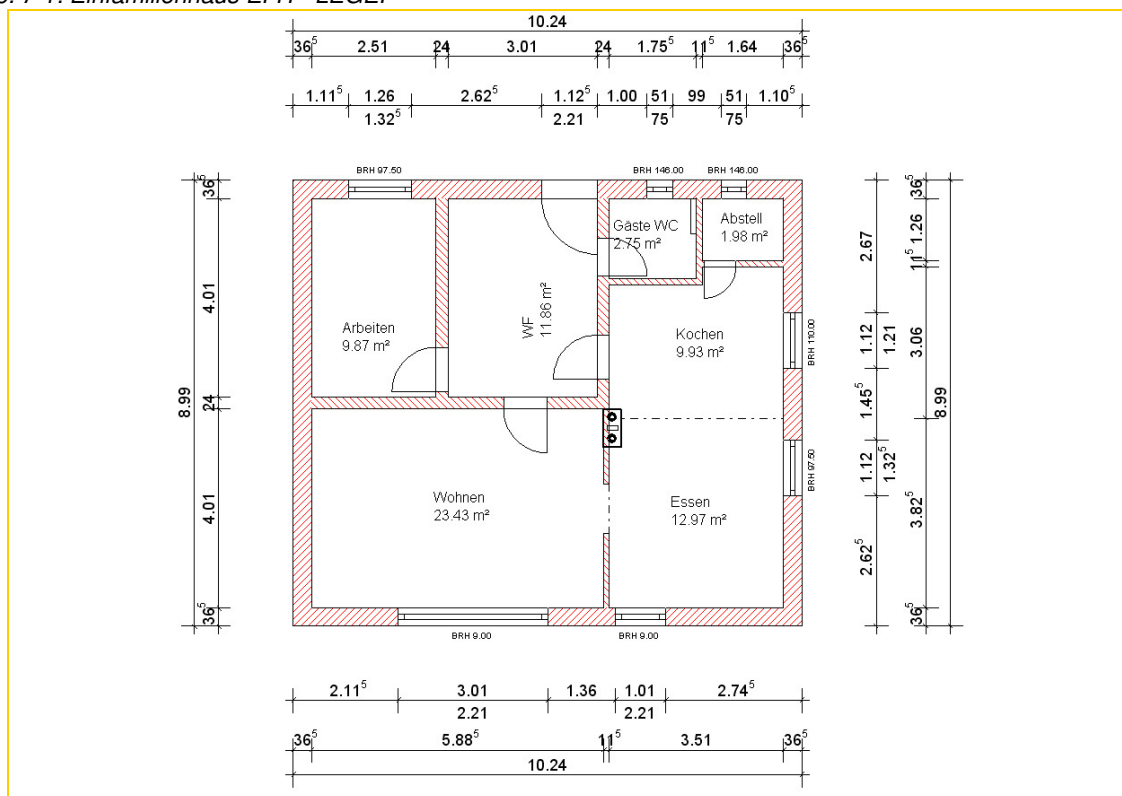 10.24
36⁵ 2.51 24 3.01 24 1.75⁵ 11⁵ 1.64 36⁵
1.11⁵ 1.26 2.62⁵ 1.12⁵ 1.00 51 99 51 1.10⁵
1.32⁵ 2.21 75 75
BRH 97.50 BRH 146.00 BRH 146.00
8.99
36⁵ 4.01 24 4.01 36⁵
Gäste WC
2.75 m²
Abstell
1.98 m²
Arbeiten
9.87 m²
WF
11.86 m²
Kochen
9.93 m²
Wohnen
23.43 m²
Essen
12.97 m²
BRH 110.00
BRH 97.50
2.67 1.12 1.45⁵ 1.12 2.62⁵
1.21 1.32⁵
36⁵ 1.26 11⁵ 3.06 3.82⁵ 36⁵
8.99
BRH 9.00 BRH 9.00
2.11⁵ 3.01 1.36 1.01 2.74⁵
2.21 2.21
36⁵ 5.88⁵ 11⁵ 3.51 36⁵
10.24